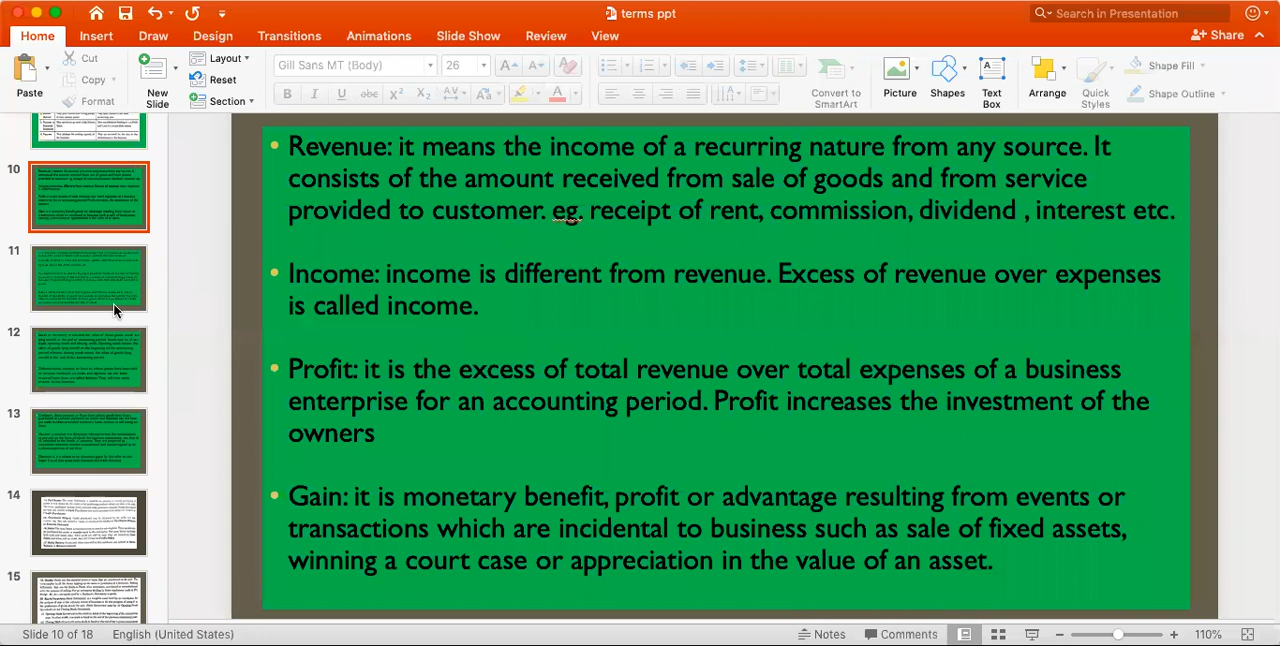 terms ppt
Search in Presentation
Home Insert Draw Design Transitions Animations Slide Show Review View
Share
Paste
Cut
Copy
Format
New
Slide
Layout
Reset
Section
Gill Sans MT (Body) 26
B I U abc X² X₂ AV Aa A
Convert to
SmartArt
Picture
Shapes
Text
Box
Arrange
Quick
Styles
Shape Fill
Shape Outline
10
11
12
13
14
15
• Revenue: it means the income of a recurring nature from any source. It
consists of the amount received from sale of goods and from service
provided to customer. eg. receipt of rent, commission, dividend , interest etc.
• Income: income is different from revenue. Excess of revenue over expenses
is called income.
• Profit: it is the excess of total revenue over total expenses of a business
enterprise for an accounting period. Profit increases the investment of the
owners
• Gain: it is monetary benefit, profit or advantage resulting from events or
transactions which are incidental to business such as sale of fixed assets,
winning a court case or appreciation in the value of an asset.
Slide 10 of 18 English (United States)
Notes Comments 110%